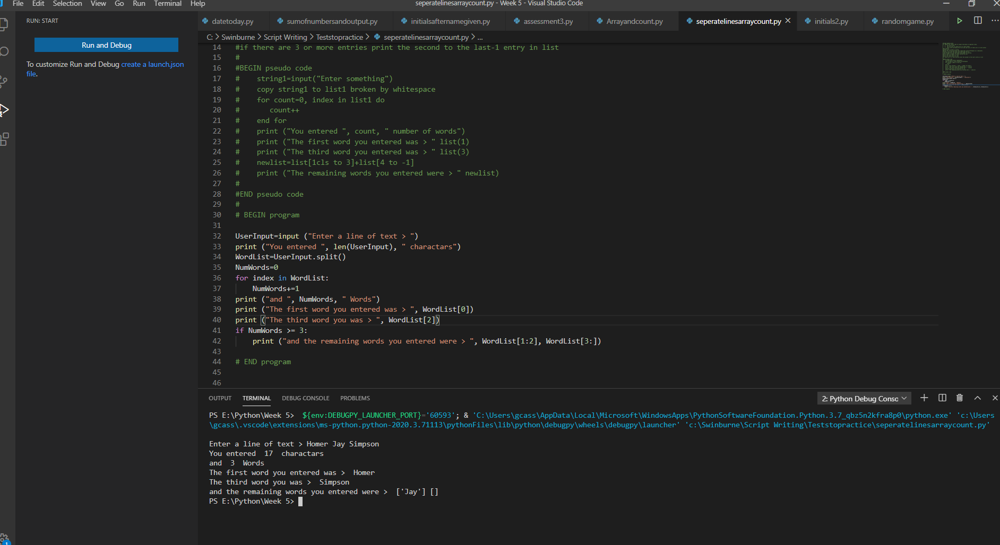 File Edit Selection View Go Run Terminal Help
seperatelinesarraycount.py - Week 5 - Visual Studio Code
RUN: START
Run and Debug
To customize Run and Debug create a launch.json
file.
datetoday.py sumofnumbersandoutput.py initialsafternamegiven.py assessment3.py Arrayandcount.py seperatelinesarraycount.py initials2.py randomgame.py
C: > Swinburne > Script Writing > Teststopractice > seperatelinesarraycount.py > ...
14 #if there are 3 or more entries print the second to the last-1 entry in list
15 #
16 #BEGIN pseudo code
17 #    string1=input("Enter something")
18 #    copy string1 to list1 broken by whitespace
19 #    for count=0, index in list1 do
20 #       count++
21 #    end for
22 #    print ("You entered ", count, " number of words")
23 #    print ("The first word you entered was > " list(1)
24 #    print ("The third word you entered was > " list(3)
25 #    newlist=list[1cls to 3]+list[4 to -1]
26 #    print ("The remaining words you entered were > " newlist)
27 #
28 #END pseudo code
29 #
30 # BEGIN program
31
32 UserInput=input ("Enter a line of text > ")
33 print ("You entered ", len(UserInput), " charactars")
34 WordList=UserInput.split()
35 NumWords=0
36 for index in WordList:
37     NumWords+=1
38 print ("and ", NumWords, " Words")
39 print ("The first word you entered was > ", WordList[0])
40 print ("The third word you was > ", WordList[2])
41 if NumWords >= 3:
42     print ("and the remaining words you entered were > ", WordList[1:2], WordList[3:])
43
44 # END program
45
46
OUTPUT TERMINAL DEBUG CONSOLE PROBLEMS
2: Python Debug Consc
PS E:\Python\Week 5>  ${env:DEBUGPY_LAUNCHER_PORT}='60593'; & 'C:\Users\gcass\AppData\Local\Microsoft\WindowsApps\PythonSoftwareFoundation.Python.3.7_qbz5n2kfra8p0\python.exe' 'c:\Users
\gcass\.vscode\extensions\ms-python.python-2020.3.71113\pythonFiles\lib\python\debugpy\wheels\debugpy\launcher' 'c:\Swinburne\Script Writing\Teststopractice\seperatelinesarraycount.py'
Enter a line of text > Homer Jay Simpson
You entered  17  charactars
and  3  Words
The first word you entered was >  Homer
The third word you was >  Simpson
and the remaining words you entered were >  ['Jay'] []
PS E:\Python\Week 5>
1